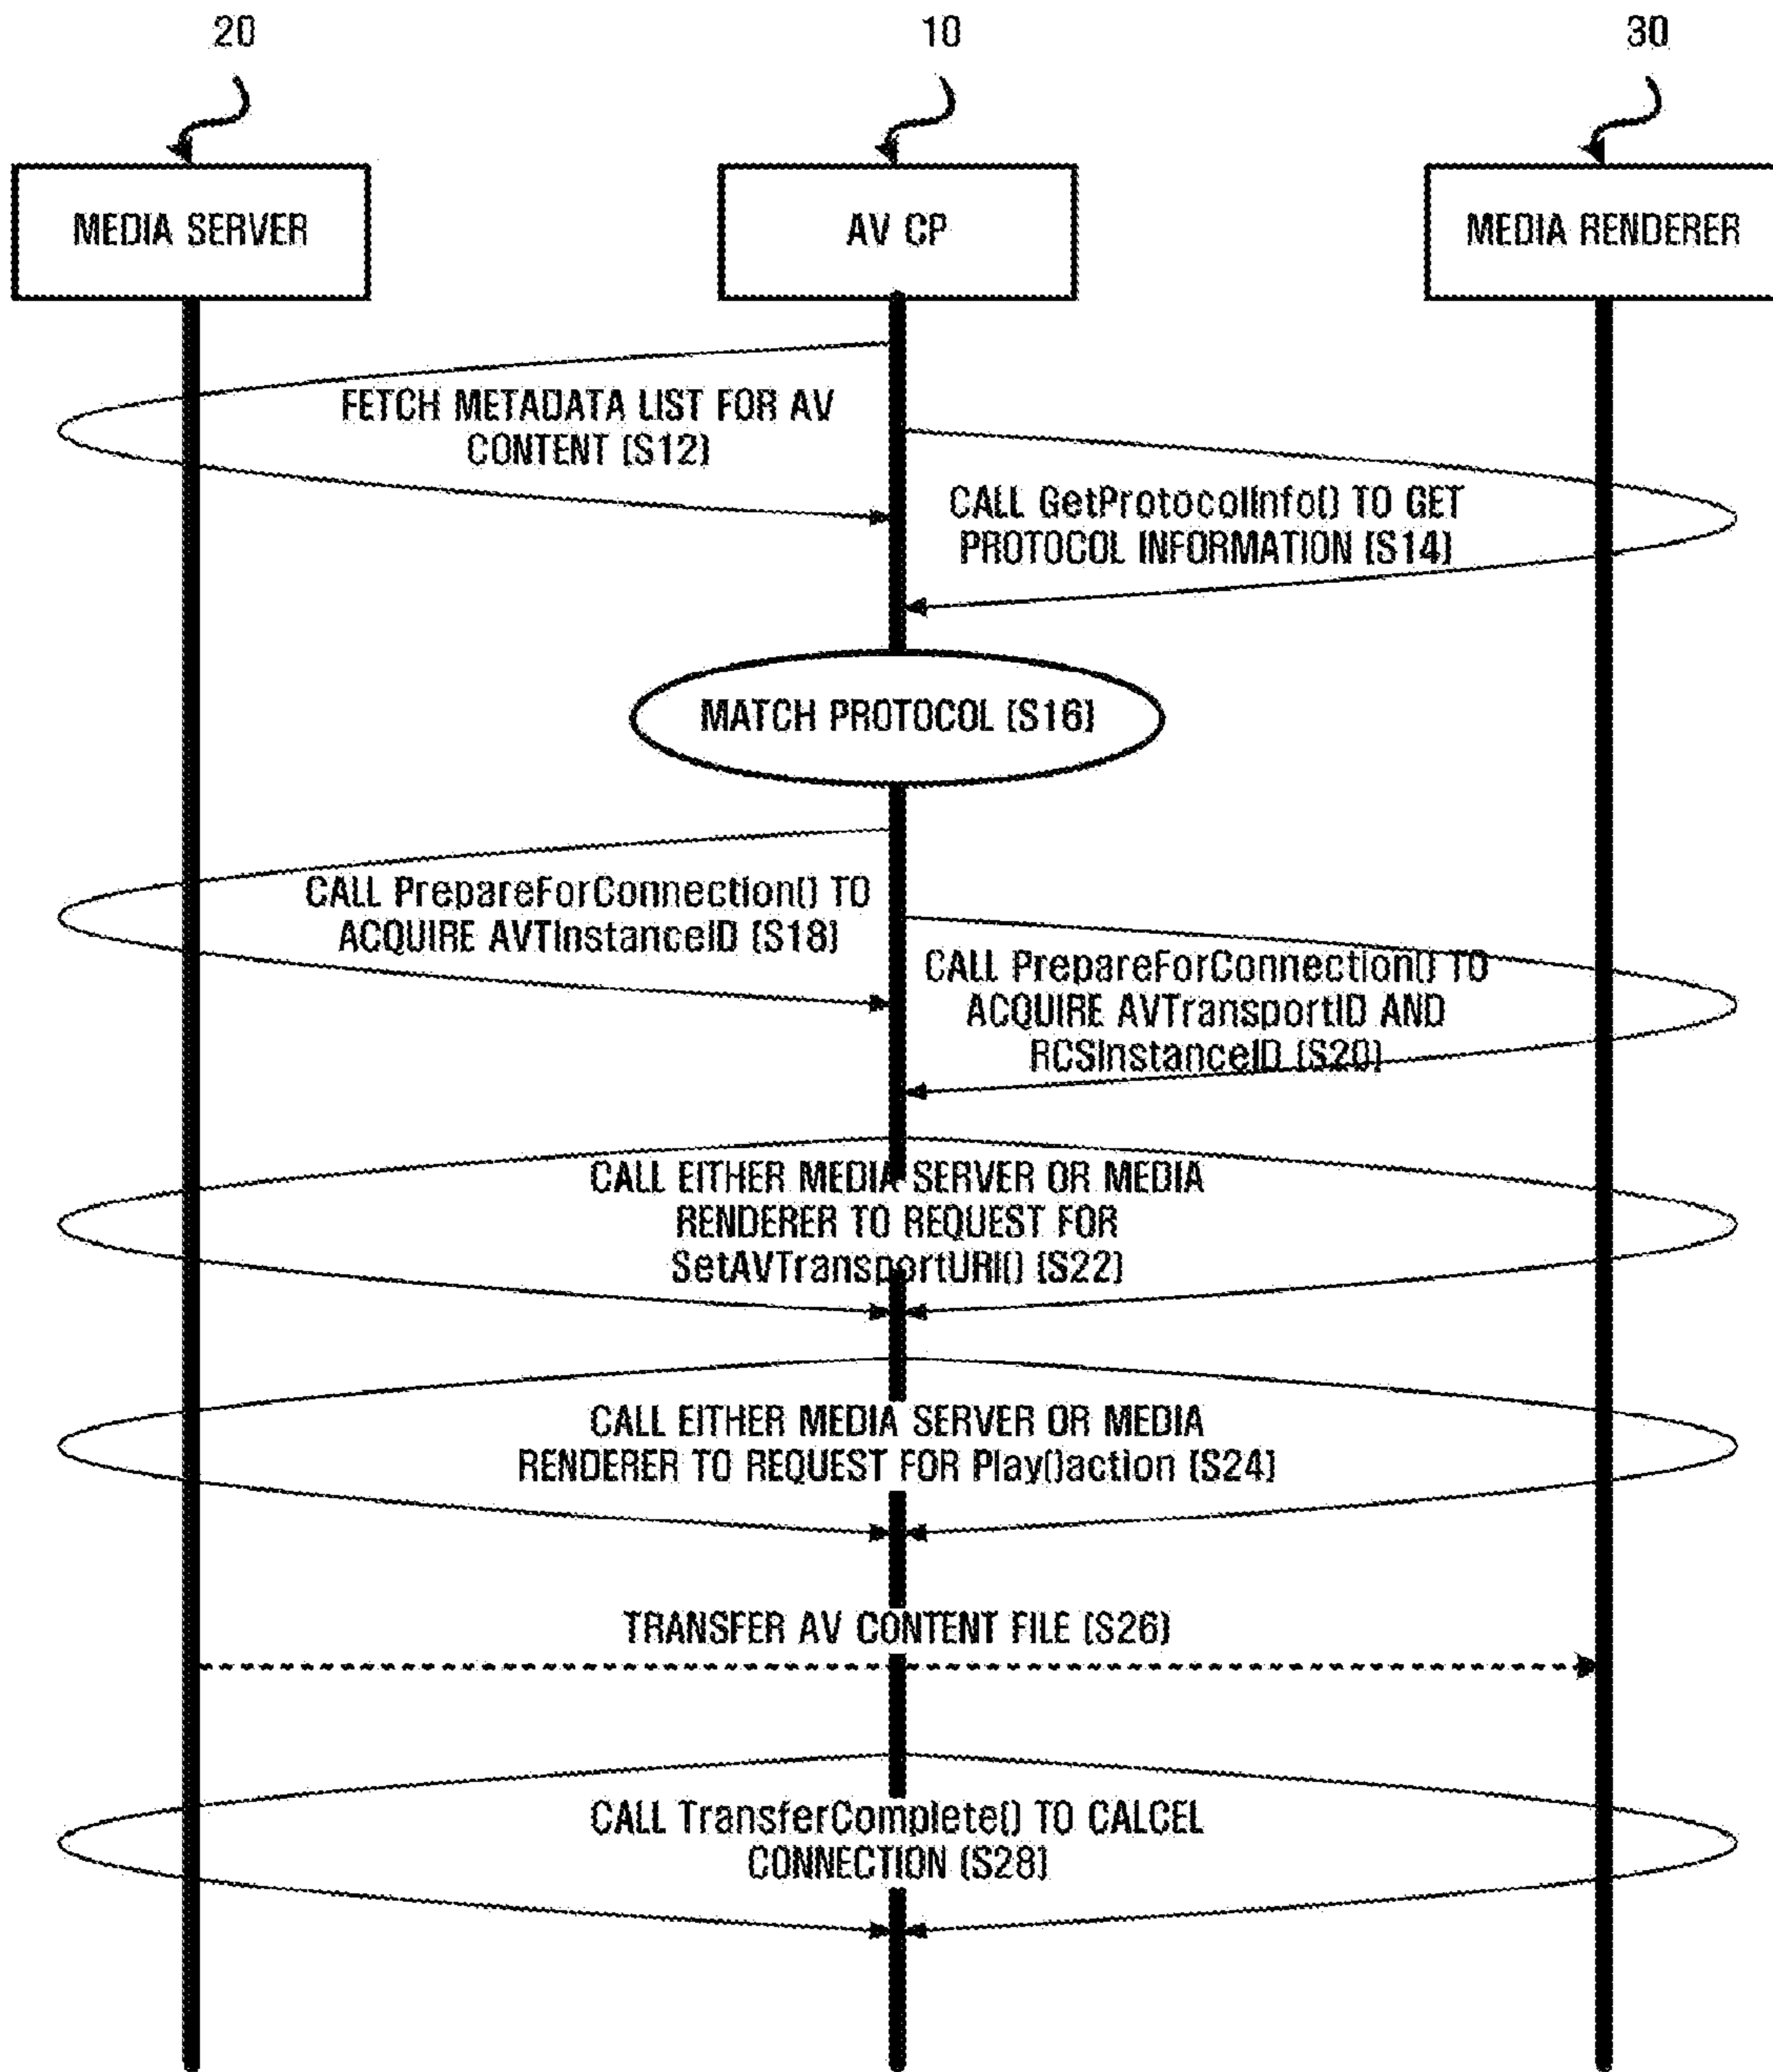 20
10
30
MEDIA SERVER
AV CP
MEDIA RENDERER
FETCH METADATA LIST FOR AV
CONTENT (S12)
CALL GetProtocolInfo() TO GET
PROTOCOL INFORMATION (S14)
MATCH PROTOCOL (S16)
CALL PrepareForConnection() TO
ACQUIRE AVTInstanceID (S18)
CALL PrepareForConnection() TO
ACQUIRE AVTransportID AND
RCSInstanceID (S20)
CALL EITHER MEDIA SERVER OR MEDIA
RENDERER TO REQUEST FOR
SetAVTransportURI() (S22)
CALL EITHER MEDIA SERVER OR MEDIA
RENDERER TO REQUEST FOR Play()action (S24)
TRANSFER AV CONTENT FILE (S26)
CALL TransferComplete() TO CALCEL
CONNECTION (S28)